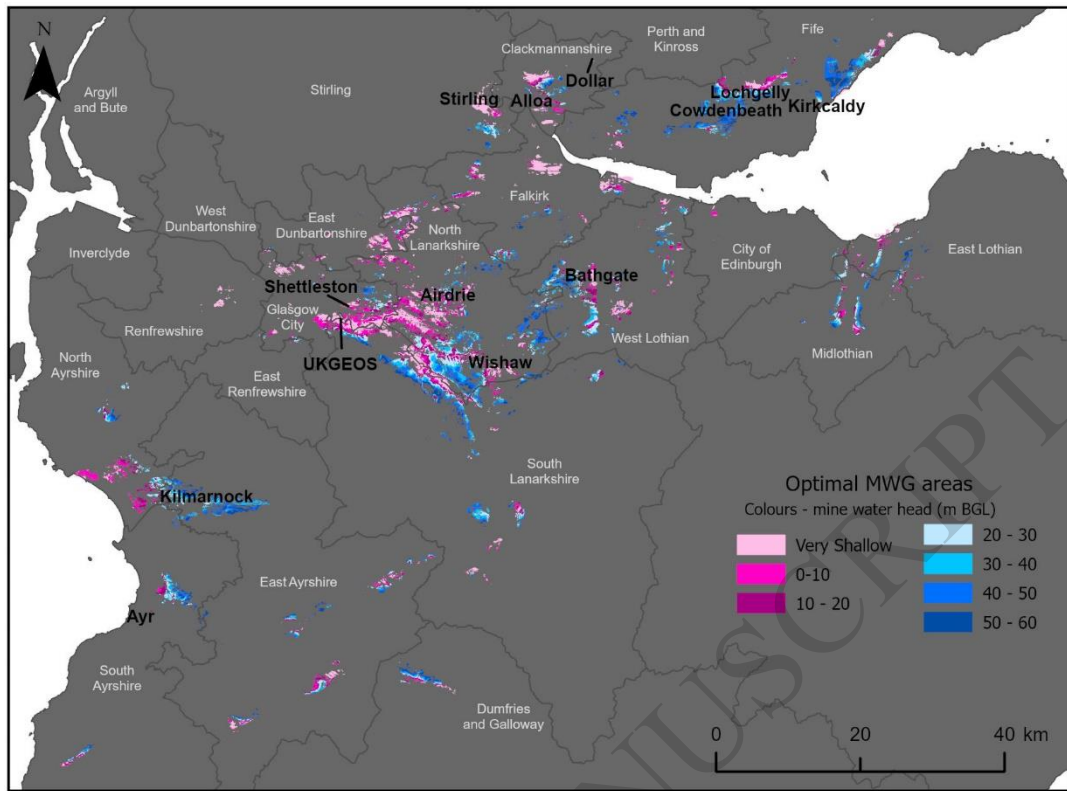 N
Argyll
and Bute
Stirling
Clackmannanshire
Dollar
Perth and
Kinross
Fife
Stirling
Alloa
Lochgelly
Cowdenbeath
Kirkcaldy
West
Dunbartonshire
East
Dunbartonshire
North
Lanarkshire
Falkirk
Inverclyde
Shettleston
Airdrie
Bathgate
City of
Edinburgh
East Lothian
Glasgow
City
Renfrewshire
UKGEOS
Wishaw
West Lothian
Midlothian
North
Ayrshire
East
Renfrewshire
Kilmarnock
South
Lanarkshire
East Ayrshire
Ayr
South
Ayrshire
Dumfries
and Galloway
Optimal MWG areas
Colours - mine water head (m BGL)
Very Shallow
0-10
10 - 20
20 - 30
30 - 40
40 - 50
50 - 60
0 20 40 km
NUSCRIPT